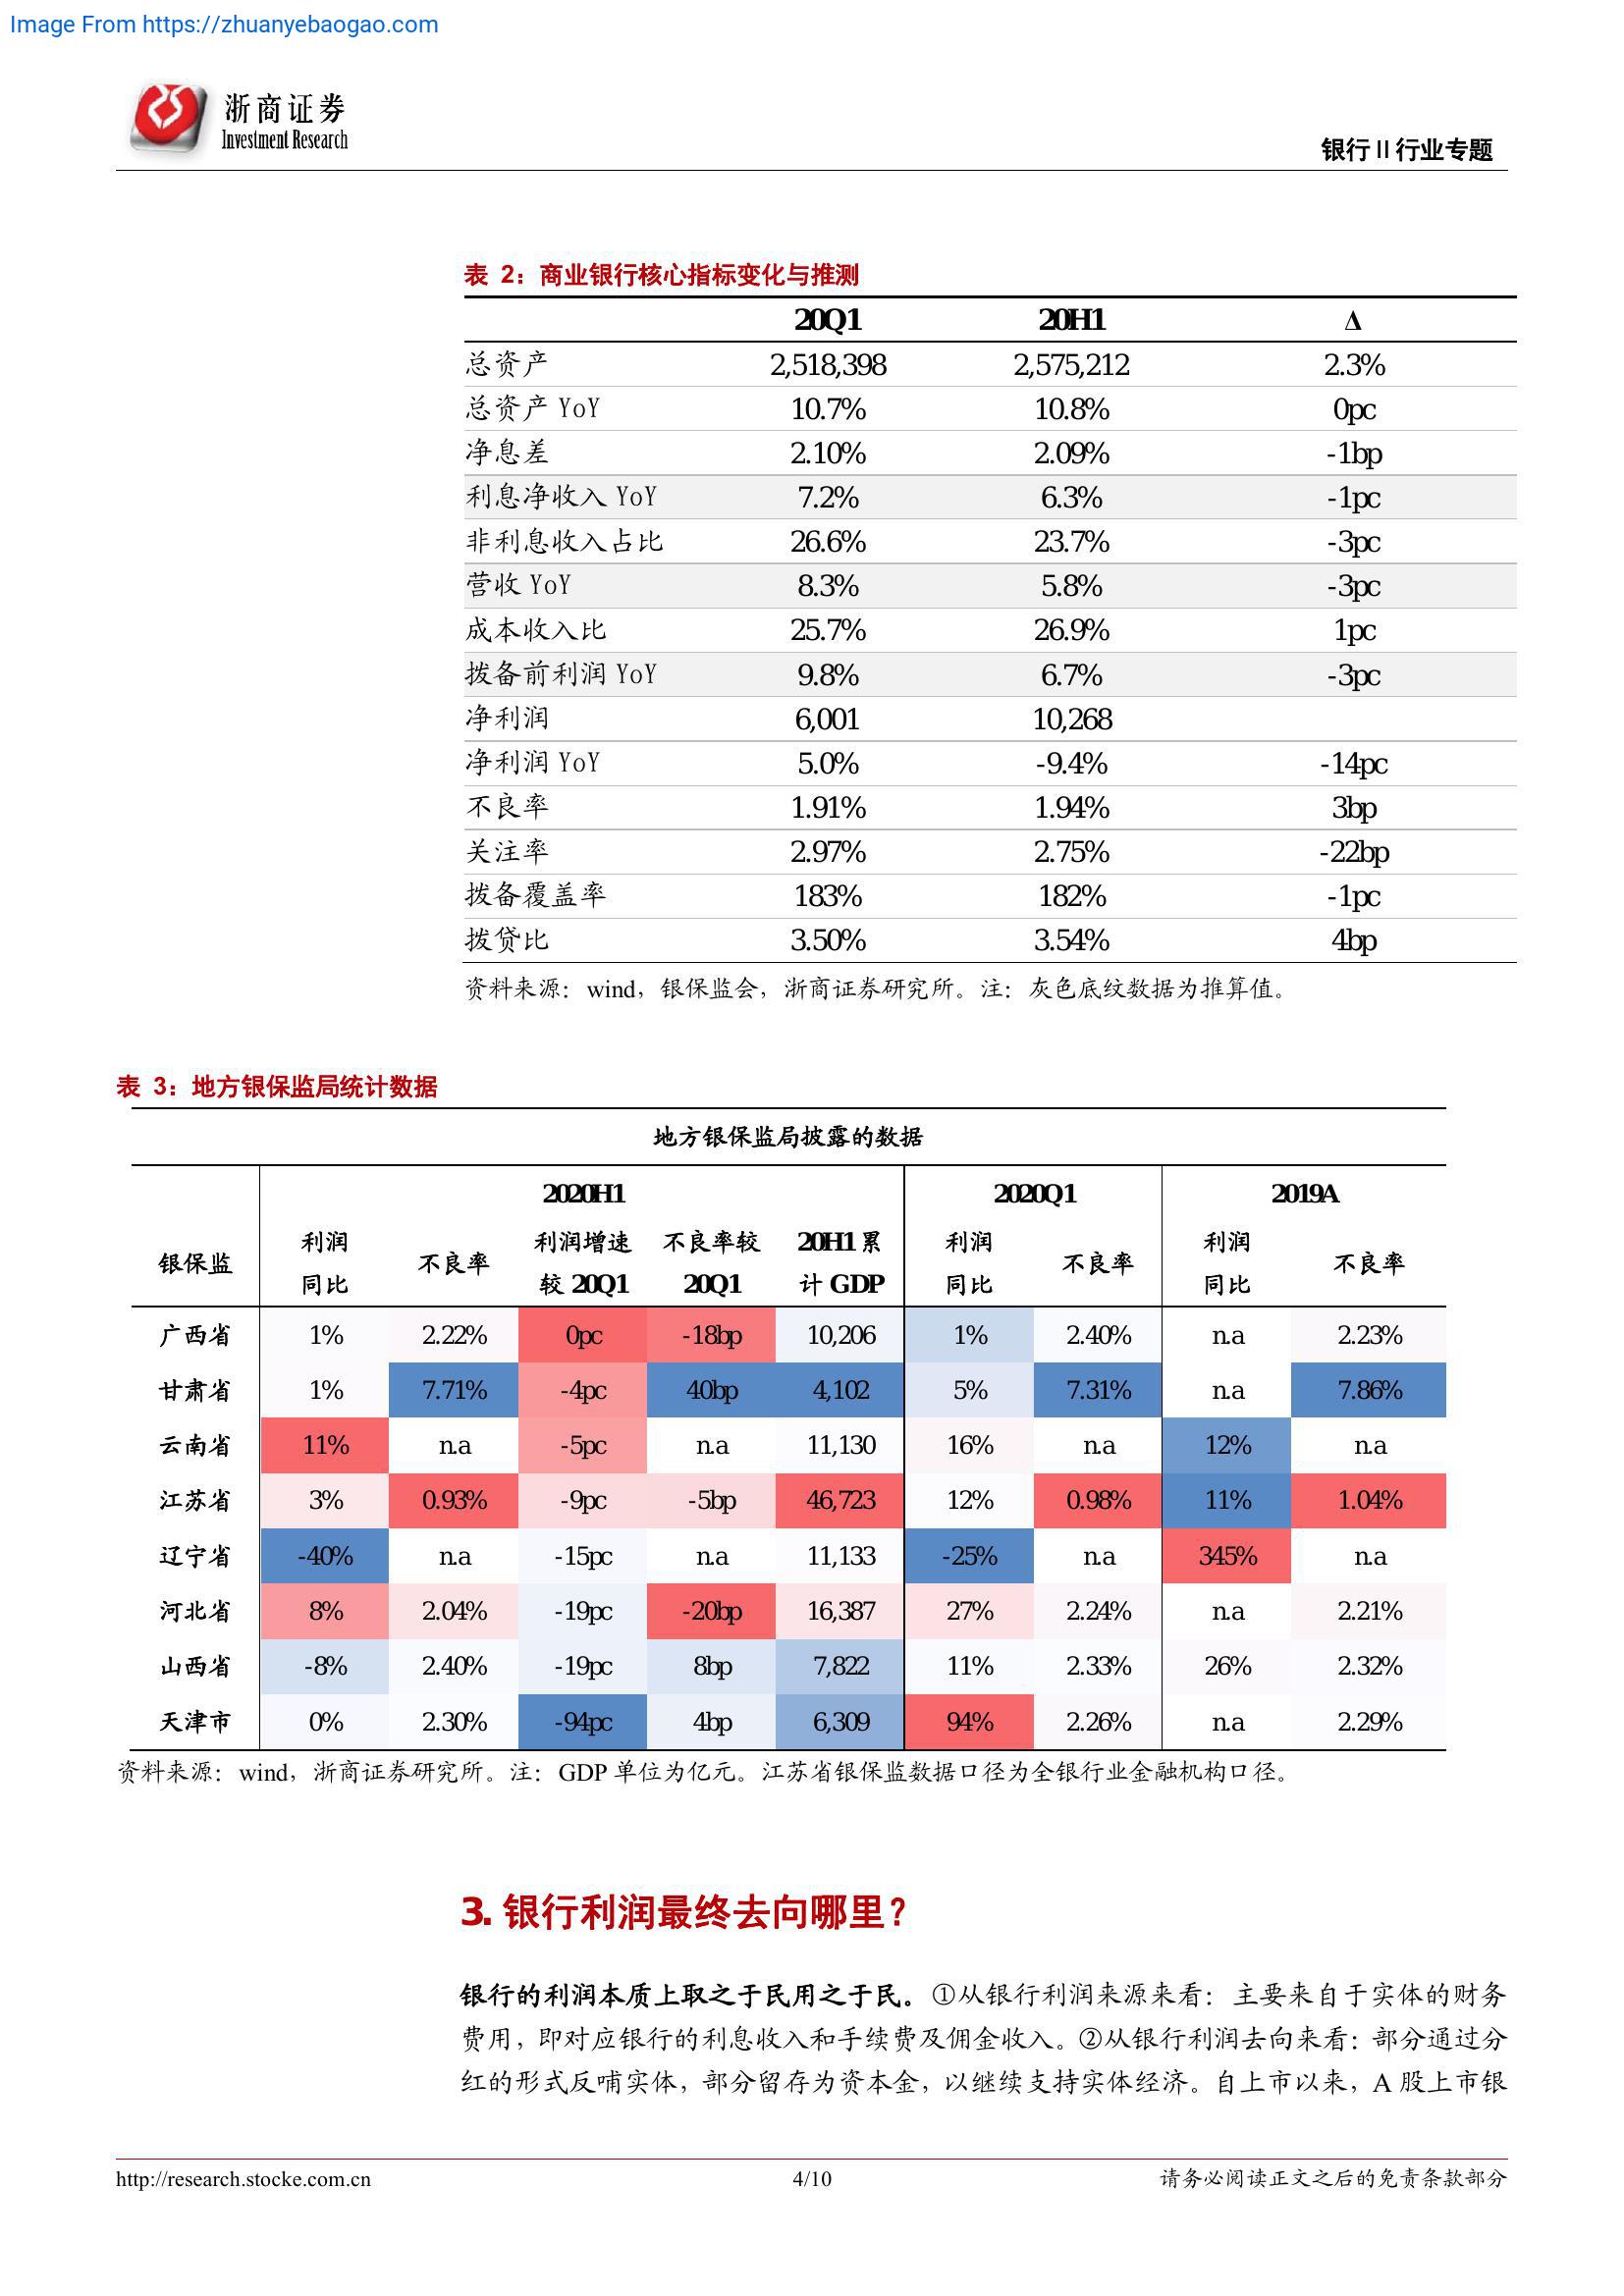 Image From https://zhuanyebaogao.com
浙商证券
Investment Research
银行 II 行业专题
表 2：商业银行核心指标变化与推测
20Q1 20H1 Δ
总资产 2,518,398 2,575,212 2.3%
总资产 YoY 10.7% 10.8% 0pc
净息差 2.10% 2.09% -1bp
利息净收入 YoY 7.2% 6.3% -1pc
非利息收入占比 26.6% 23.7% -3pc
营收 YoY 8.3% 5.8% -3pc
成本收入比 25.7% 26.9% 1pc
拨备前利润 YoY 9.8% 6.7% -3pc
净利润 6,001 10,268
净利润 YoY 5.0% -9.4% -14pc
不良率 1.91% 1.94% 3bp
关注率 2.97% 2.75% -22bp
拨备覆盖率 183% 182% -1pc
拨贷比 3.50% 3.54% 4bp
资料来源：wind，银保监会，浙商证券研究所。注：灰色底纹数据为推算值。
表 3：地方银保监局统计数据
地方银保监局披露的数据
2020H1 2020Q1 2019A
利润 利润增速 不良率较 20H1 累 利润 利润
银保监 不良率 不良率 不良率
同比 较 20Q1 20Q1 计 GDP 同比 同比
广西省 1% 2.22% 0pc -18bp 10,206 1% 2.40% n.a 2.23%
甘肃省 1% 7.71% -4pc 40bp 4,102 5% 7.31% n.a 7.86%
云南省 11% n.a -5pc n.a 11,130 16% n.a 12% n.a
江苏省 3% 0.93% -9pc -5bp 46,723 12% 0.98% 11% 1.04%
辽宁省 -40% n.a -15pc n.a 11,133 -25% n.a 345% n.a
河北省 8% 2.04% -19pc -20bp 16,387 27% 2.24% n.a 2.21%
山西省 -8% 2.40% -19pc 8bp 7,822 11% 2.33% 26% 2.32%
天津市 0% 2.30% -94pc 4bp 6,309 94% 2.26% n.a 2.29%
资料来源：wind，浙商证券研究所。注：GDP 单位为亿元。江苏省银保监数据口径为全银行业金融机构口径。
3. 银行利润最终去向哪里？
银行的利润本质上取之于民用之于民。①从银行利润来源来看：主要来自于实体的财务
费用，即对应银行的利息收入和手续费及佣金收入。②从银行利润去向来看：部分通过分
红的形式反哺实体，部分留存为资本金，以继续支持实体经济。自上市以来，A 股上市银
http://research.stocke.com.cn 4/10 请务必阅读正文之后的免责条款部分